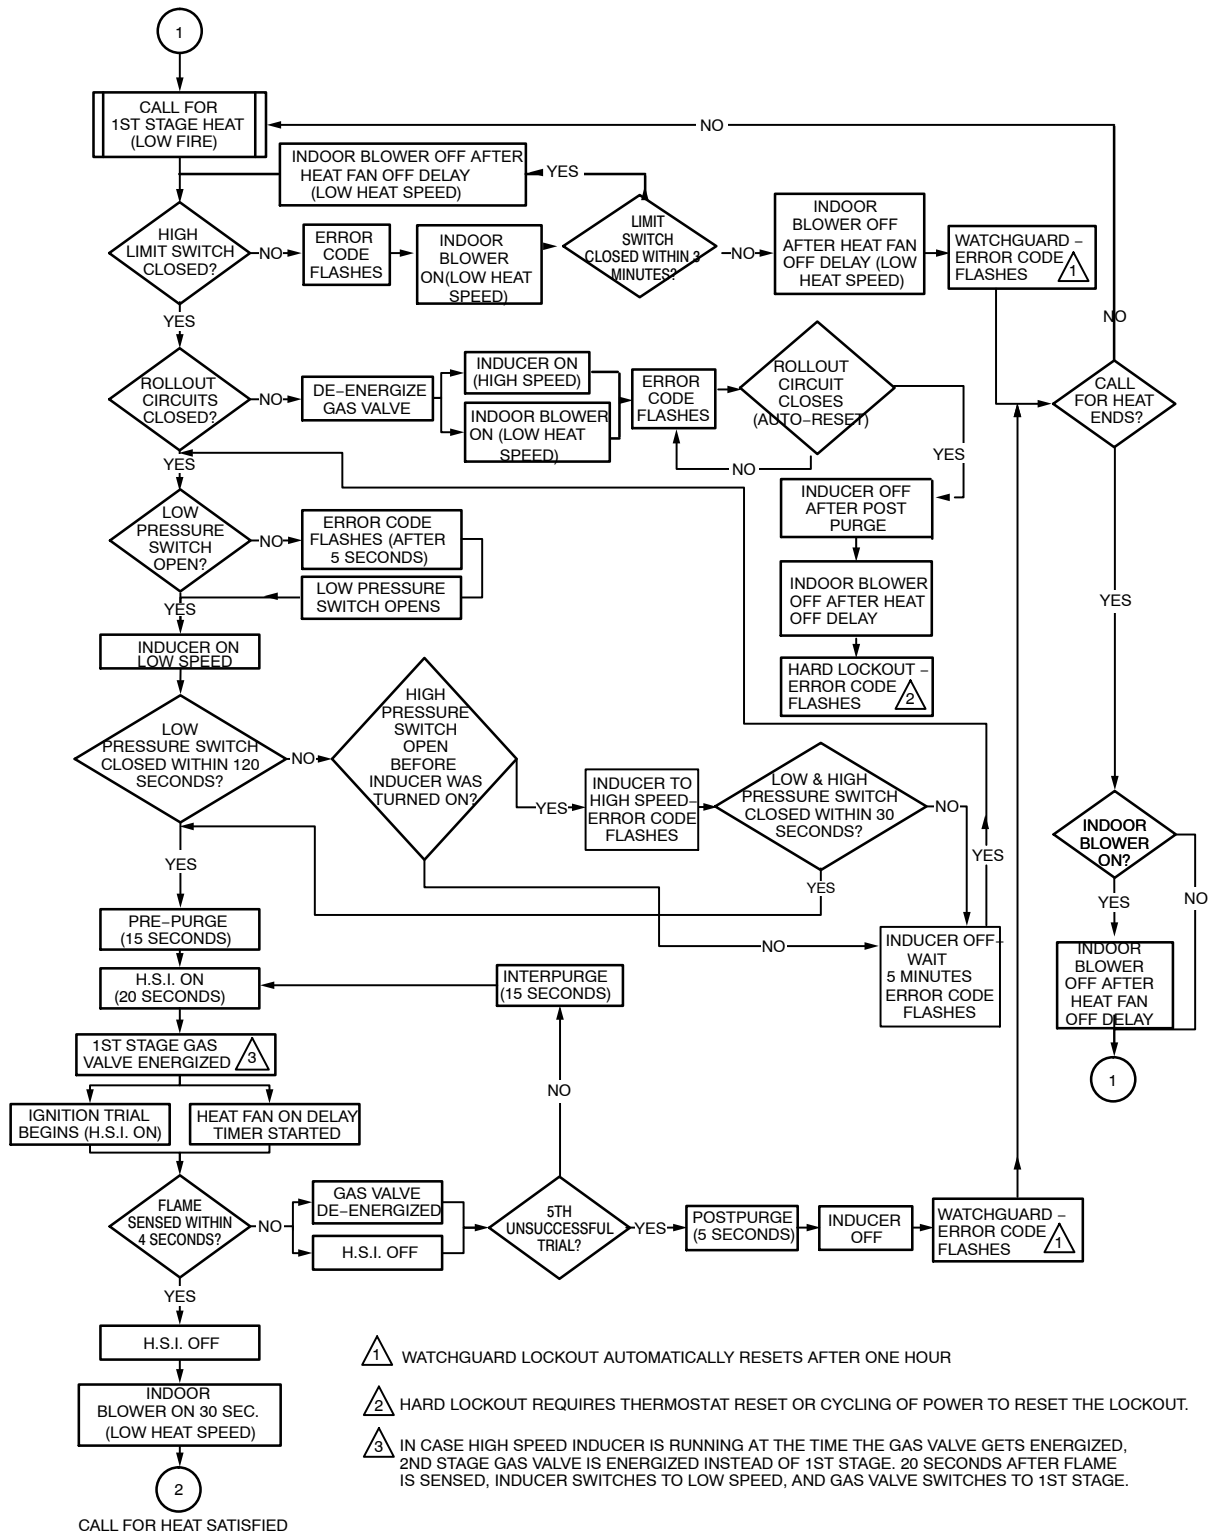 1
CALL FOR
1ST STAGE HEAT
(LOW FIRE)
NO
INDOOR BLOWER OFF AFTER
HEAT FAN OFF DELAY
(LOW HEAT SPEED)
YES
HIGH
LIMIT SWITCH
CLOSED?
NO
ERROR
CODE
FLASHES
INDOOR
BLOWER
ON(LOW HEAT
SPEED)
LIMIT
SWITCH
CLOSED WITHIN 3
MINUTES?
NO
INDOOR
BLOWER OFF
AFTER HEAT FAN
OFF DELAY (LOW
HEAT SPEED)
WATCHGUARD –
ERROR CODE
FLASHES
1
NO
YES
ROLLOUT
CIRCUITS
CLOSED?
NO
DE–ENERGIZE
GAS VALVE
INDUCER ON
(HIGH SPEED)
INDOOR BLOWER
ON (LOW HEAT
SPEED)
ERROR
CODE
FLASHES
ROLLOUT
CIRCUIT
CLOSES
(AUTO–RESET)
NO
YES
CALL
FOR HEAT
ENDS?
YES
INDUCER OFF
AFTER POST
PURGE
INDOOR BLOWER
OFF AFTER HEAT
OFF DELAY
HARD LOCKOUT –
ERROR CODE
FLASHES
2
YES
LOW
PRESSURE
SWITCH
OPEN?
NO
ERROR CODE
FLASHES (AFTER
5 SECONDS)
LOW PRESSURE
SWITCH OPENS
YES
INDUCER ON
LOW SPEED
LOW
PRESSURE SWITCH
CLOSED WITHIN 120
SECONDS?
NO
HIGH
PRESSURE
SWITCH
OPEN
BEFORE
INDUCER WAS
TURNED ON?
YES
INDUCER TO
HIGH SPEED–
ERROR CODE
FLASHES
LOW & HIGH
PRESSURE SWITCH
CLOSED WITHIN 30
SECONDS?
NO
YES
YES
INDOOR
BLOWER
ON?
NO
YES
YES
PRE–PURGE
(15 SECONDS)
NO
INDUCER OFF–
WAIT
5 MINUTES
ERROR CODE
FLASHES
INDOOR
BLOWER
OFF AFTER
HEAT FAN
OFF DELAY
1
H.S.I. ON
(20 SECONDS)
INTERPURGE
(15 SECONDS)
1ST STAGE GAS
VALVE ENERGIZED
3
NO
IGNITION TRIAL
BEGINS (H.S.I. ON)
HEAT FAN ON DELAY
TIMER STARTED
FLAME
SENSED WITHIN
4 SECONDS?
NO
GAS VALVE
DE–ENERGIZED
H.S.I. OFF
5TH
UNSUCCESSFUL
TRIAL?
YES
POSTPURGE
(5 SECONDS)
INDUCER
OFF
WATCHGUARD –
ERROR CODE
FLASHES
1
YES
H.S.I. OFF
INDOOR
BLOWER ON 30 SEC.
(LOW HEAT SPEED)
2
CALL FOR HEAT SATISFIED
1 WATCHGUARD LOCKOUT AUTOMATICALLY RESETS AFTER ONE HOUR
2 HARD LOCKOUT REQUIRES THERMOSTAT RESET OR CYCLING OF POWER TO RESET THE LOCKOUT.
3 IN CASE HIGH SPEED INDUCER IS RUNNING AT THE TIME THE GAS VALVE GETS ENERGIZED,
2ND STAGE GAS VALVE IS ENERGIZED INSTEAD OF 1ST STAGE. 20 SECONDS AFTER FLAME
IS SENSED, INDUCER SWITCHES TO LOW SPEED, AND GAS VALVE SWITCHES TO 1ST STAGE.